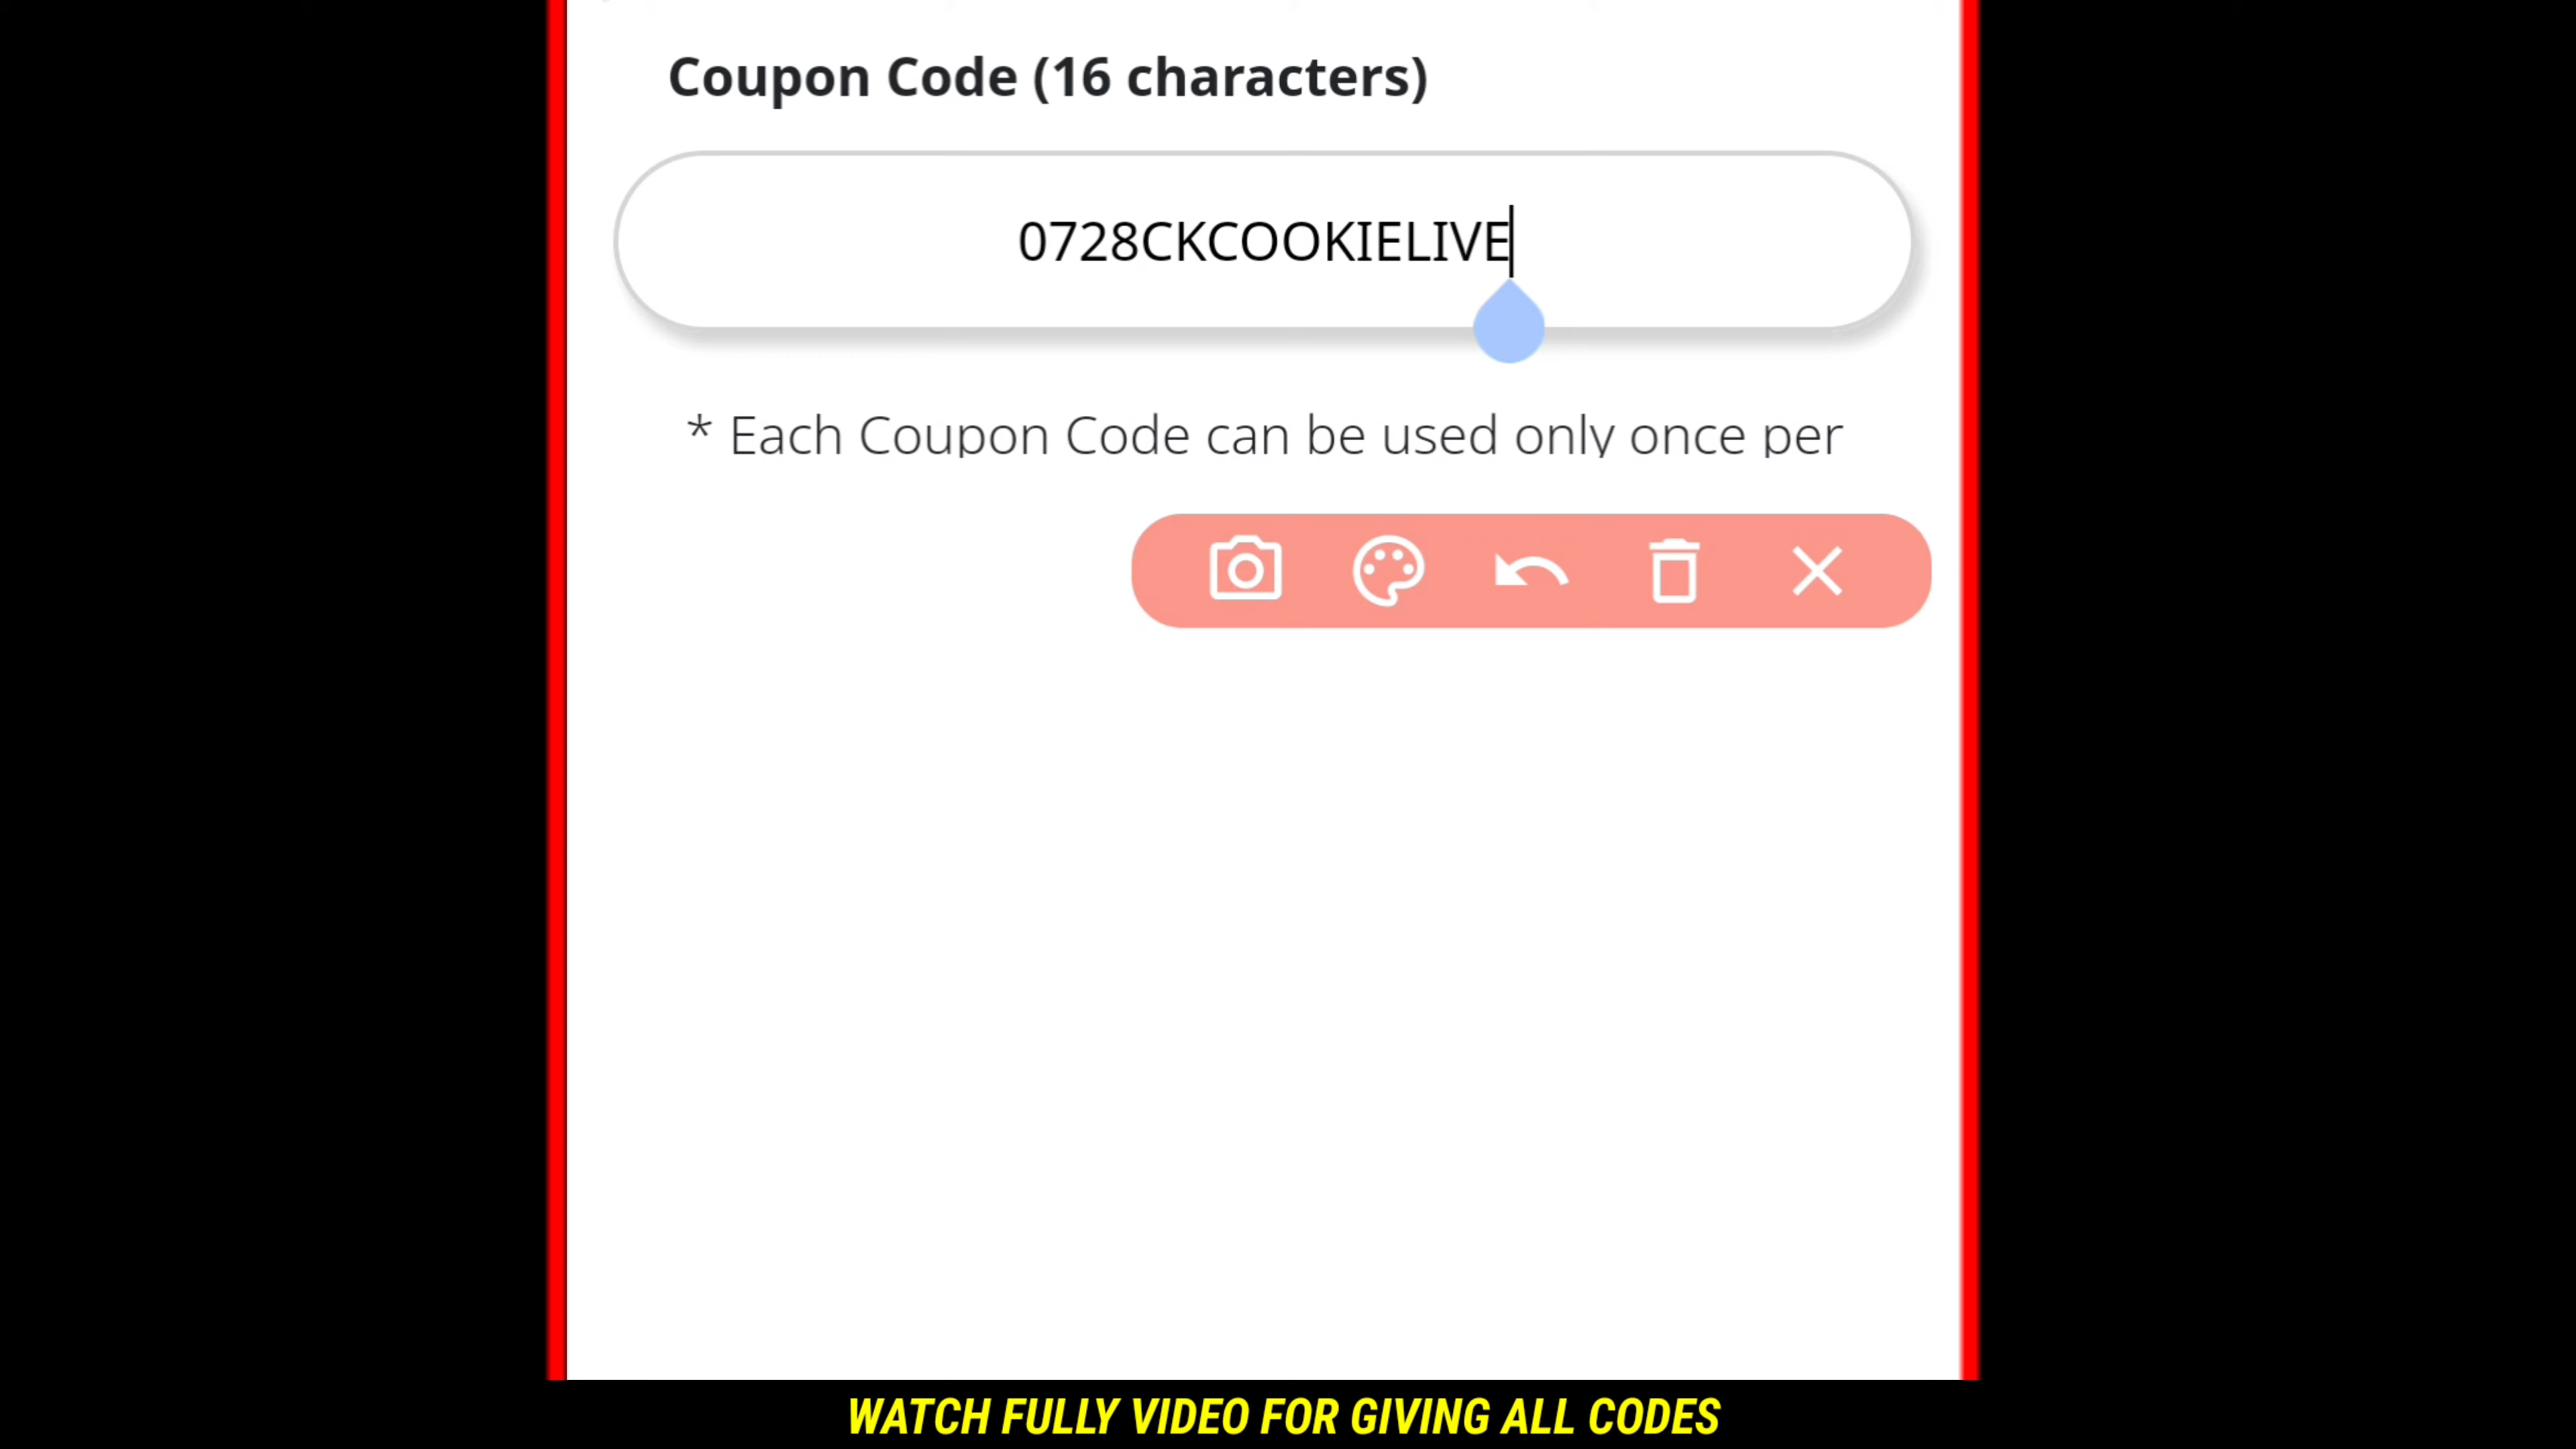 Coupon Code (16 characters)
0728CKCOOKIELIVE
* Each Coupon Code can be used only once per
WATCH FULLY VIDEO FOR GIVING ALL CODES